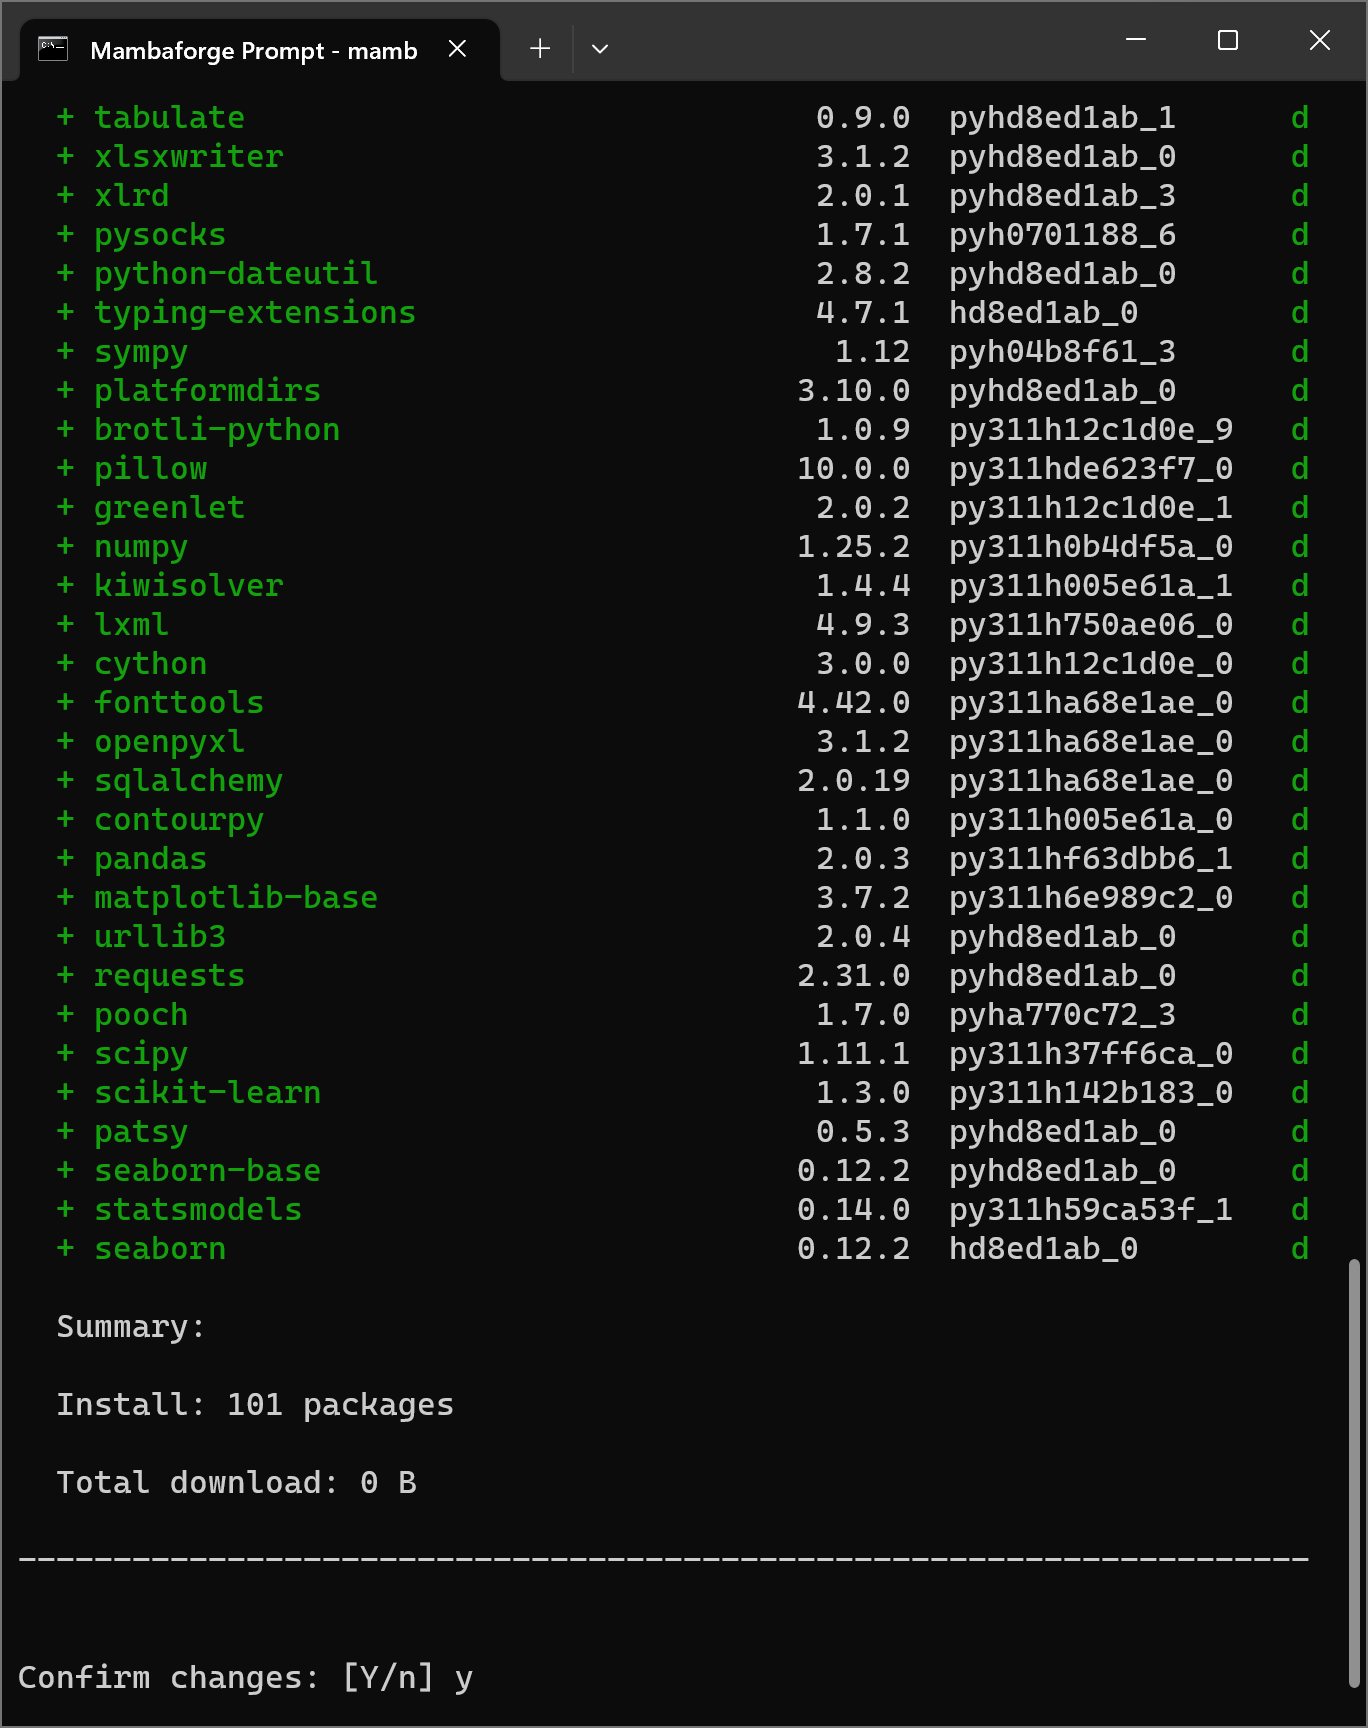 Mambaforge Prompt - mamb
+ tabulate 0.9.0 pyhd8ed1ab_1 d
+ xlsxwriter 3.1.2 pyhd8ed1ab_0 d
+ xlrd 2.0.1 pyhd8ed1ab_3 d
+ pysocks 1.7.1 pyh0701188_6 d
+ python-dateutil 2.8.2 pyhd8ed1ab_0 d
+ typing-extensions 4.7.1 hd8ed1ab_0 d
+ sympy 1.12 pyh04b8f61_3 d
+ platformdirs 3.10.0 pyhd8ed1ab_0 d
+ brotli-python 1.0.9 py311h12c1d0e_9 d
+ pillow 10.0.0 py311hde623f7_0 d
+ greenlet 2.0.2 py311h12c1d0e_1 d
+ numpy 1.25.2 py311h0b4df5a_0 d
+ kiwisolver 1.4.4 py311h005e61a_1 d
+ lxml 4.9.3 py311h750ae06_0 d
+ cython 3.0.0 py311h12c1d0e_0 d
+ fonttools 4.42.0 py311ha68e1ae_0 d
+ openpyxl 3.1.2 py311ha68e1ae_0 d
+ sqlalchemy 2.0.19 py311ha68e1ae_0 d
+ contourpy 1.1.0 py311h005e61a_0 d
+ pandas 2.0.3 py311hf63dbb6_1 d
+ matplotlib-base 3.7.2 py311h6e989c2_0 d
+ urllib3 2.0.4 pyhd8ed1ab_0 d
+ requests 2.31.0 pyhd8ed1ab_0 d
+ pooch 1.7.0 pyha770c72_3 d
+ scipy 1.11.1 py311h37ff6ca_0 d
+ scikit-learn 1.3.0 py311h142b183_0 d
+ patsy 0.5.3 pyhd8ed1ab_0 d
+ seaborn-base 0.12.2 pyhd8ed1ab_0 d
+ statsmodels 0.14.0 py311h59ca53f_1 d
+ seaborn 0.12.2 hd8ed1ab_0 d
Summary:
Install: 101 packages
Total download: 0 B
────────────────────────────────────────────────────────────────────
Confirm changes: [Y/n] y